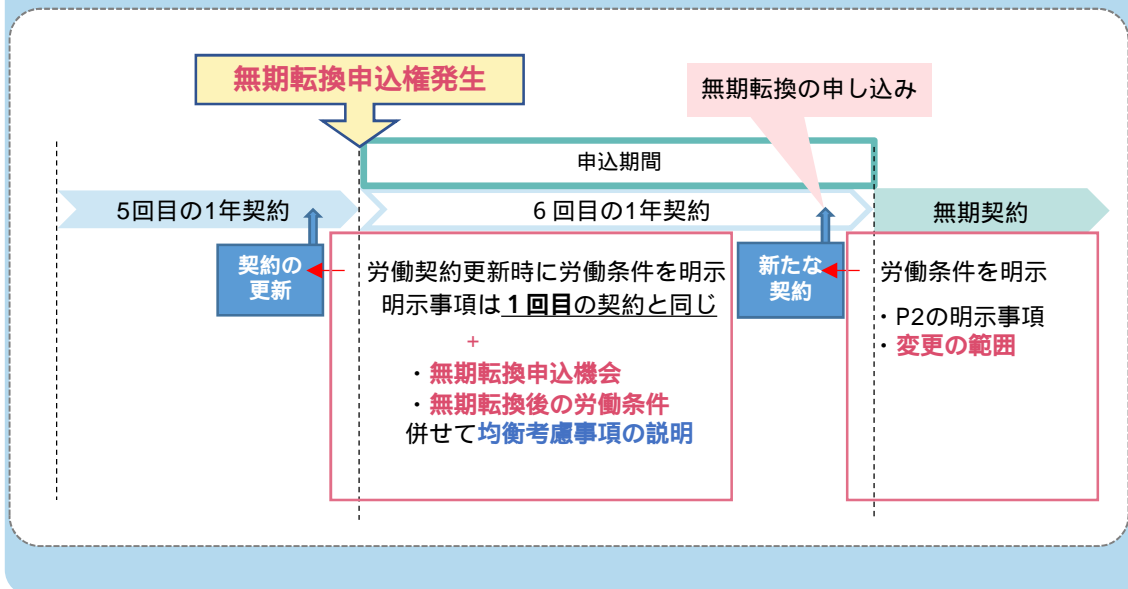 無期転換申込権発生
無期転換の申し込み
申込期間
5回目の1年契約
6回目の1年契約
無期契約
契約の
更新
労働契約更新時に労働条件を明示
明示事項は1回目の契約と同じ
+
・無期転換申込機会
・無期転換後の労働条件
併せて均衡考慮事項の説明
新たな
契約
労働条件を明示
・P2の明示事項
・変更の範囲